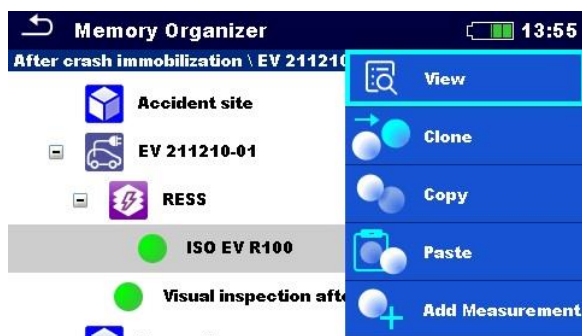 Memory Organizer 13:55
After crash immobilization \ EV 211210
Accident site
EV 211210-01
RESS
ISO EV R100
Visual inspection afte
View
Clone
Copy
Paste
Add Measurement